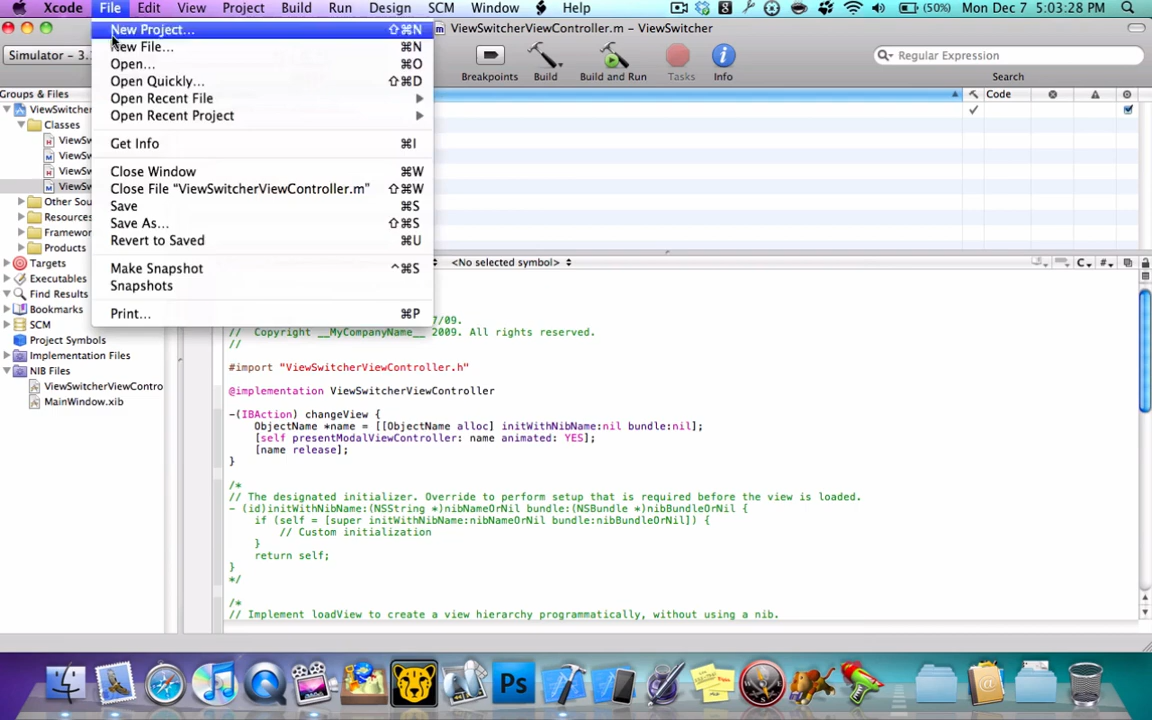 Xcode File Edit View Project Build Run Design SCM Window Help (50%) Mon Dec 7 5:03:28 PM
ViewSwitcherViewController.m - ViewSwitcher
Simulator - 3.
Breakpoints Build Build and Run Tasks Info Search
Regular Expression
New Project... ⇧⌘N
New File... ⌘N
Open... ⌘O
Open Quickly... ⇧⌘D
Open Recent File
Open Recent Project
Get Info ⌘I
Close Window ⌘W
Close File "ViewSwitcherViewController.m" ⇧⌘W
Save ⌘S
Save As... ⇧⌘S
Revert to Saved ⌘U
Make Snapshot ^⌘S
Snapshots
Print... ⌘P
Groups & Files
Code
ViewSwitcher
Classes
ViewSw
ViewSw
ViewSw
ViewSw
Other Sour
Resources
Framewor
Products
Targets
Executables
Find Results
Bookmarks
SCM
Project Symbols
Implementation Files
NIB Files
ViewSwitcherViewContro
MainWindow.xib
<No selected symbol>
C #
7/09.
// Copyright __MyCompanyName__ 2009. All rights reserved.
//
#import "ViewSwitcherViewController.h"
@implementation ViewSwitcherViewController
-(IBAction) changeView {
ObjectName *name = [[ObjectName alloc] initWithNibName:nil bundle:nil];
[self presentModalViewController: name animated: YES];
[name release];
}
/*
// The designated initializer. Override to perform setup that is required before the view is loaded.
- (id)initWithNibName:(NSString *)nibNameOrNil bundle:(NSBundle *)nibBundleOrNil {
if (self = [super initWithNibName:nibNameOrNil bundle:nibBundleOrNil]) {
// Custom initialization
}
return self;
}
*/
/*
// Implement loadView to create a view hierarchy programmatically, without using a nib.
Ps